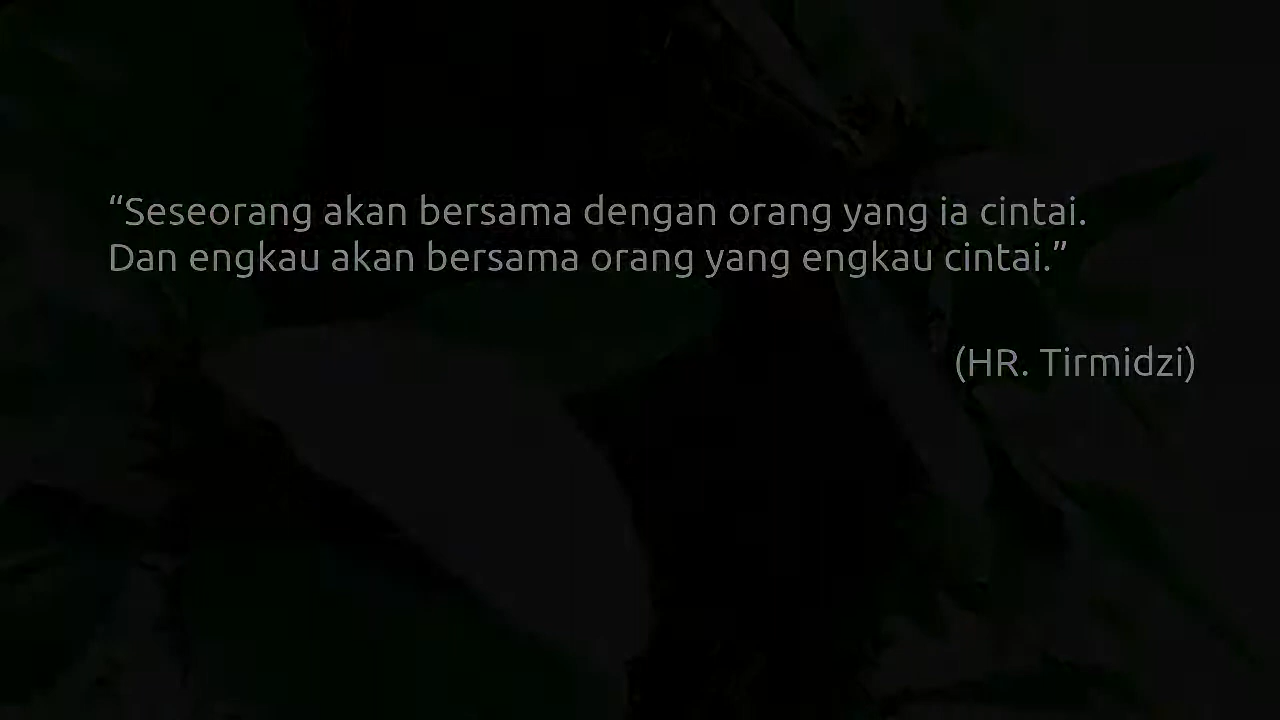 “Seseorang akan bersama dengan orang yang ia cintai.
Dan engkau akan bersama orang yang engkau cintai.”
(HR. Tirmidzi)